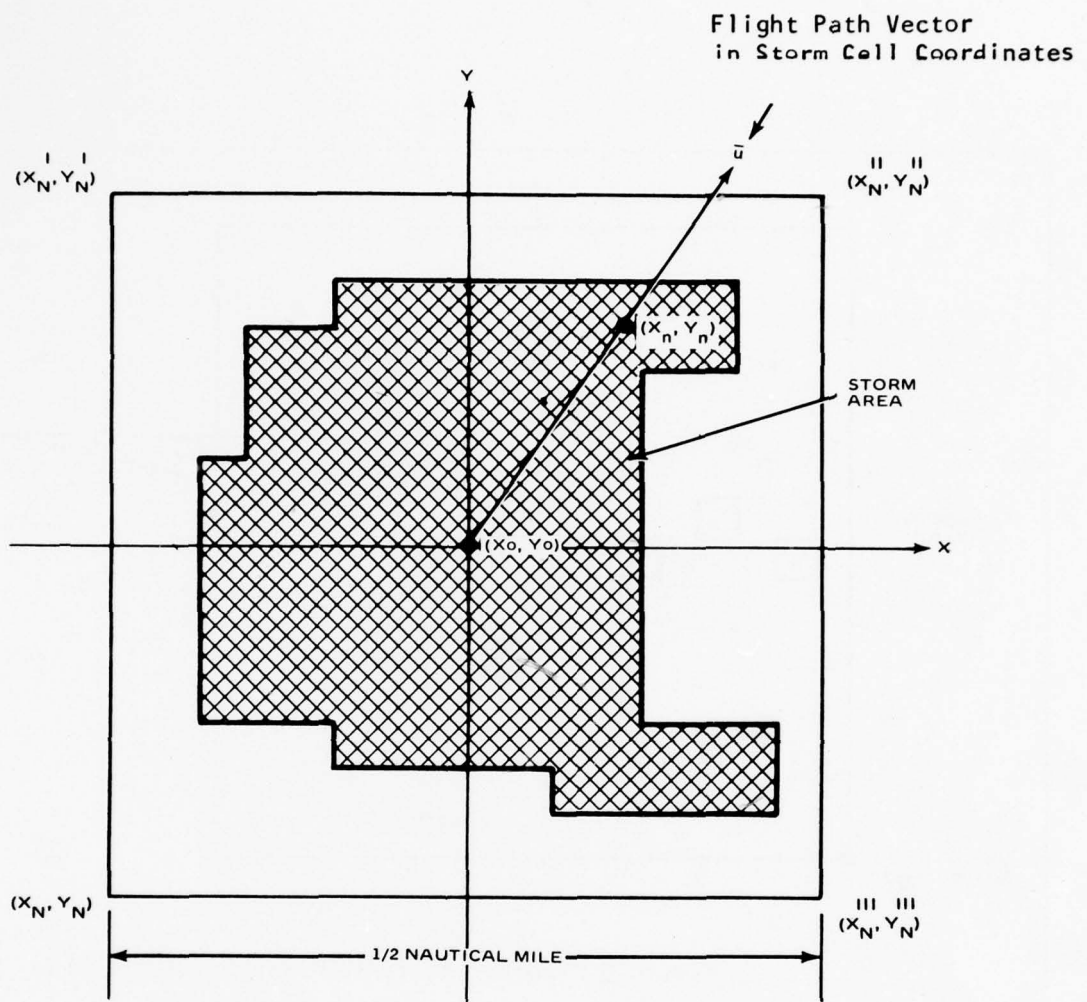 Flight Path Vector
in Storm Cell Coordinates
Y
ū
(X_N^I, Y_N^I)
(X_N^II, Y_N^II)
(X_n, Y_n)
STORM
AREA
(Xo, Yo)
X
(X_N, Y_N)
(X_N^III, Y_N^III)
1/2 NAUTICAL MILE